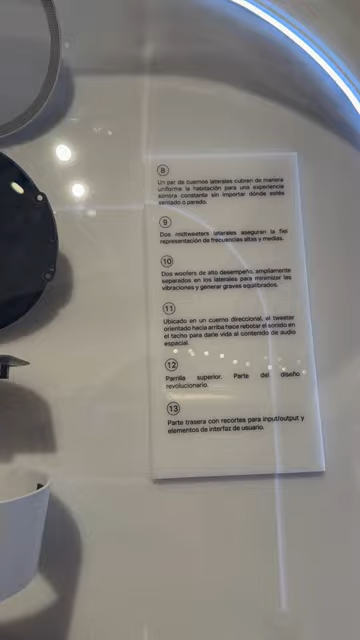 8
Un par de cuernos laterales cubren de manera
uniforme la habitación para una experiencia
sonora constante sin importar dónde estés
sentado o parado.
9
Dos midtweeters laterales aseguran la fiel
representación de frecuencias altas y medias.
10
Dos woofers de alto desempeño, ampliamente
separados en los laterales para minimizar las
vibraciones y generar graves equilibrados.
11
Ubicado en un cuerno direccional, el tweeter
orientado hacia arriba hace rebotar el sonido en
el techo para darle vida al contenido de audio
espacial.
12
Parrilla superior. Parte del diseño
revolucionario.
13
Parte trasera con recortes para input/output y
elementos de interfaz de usuario.